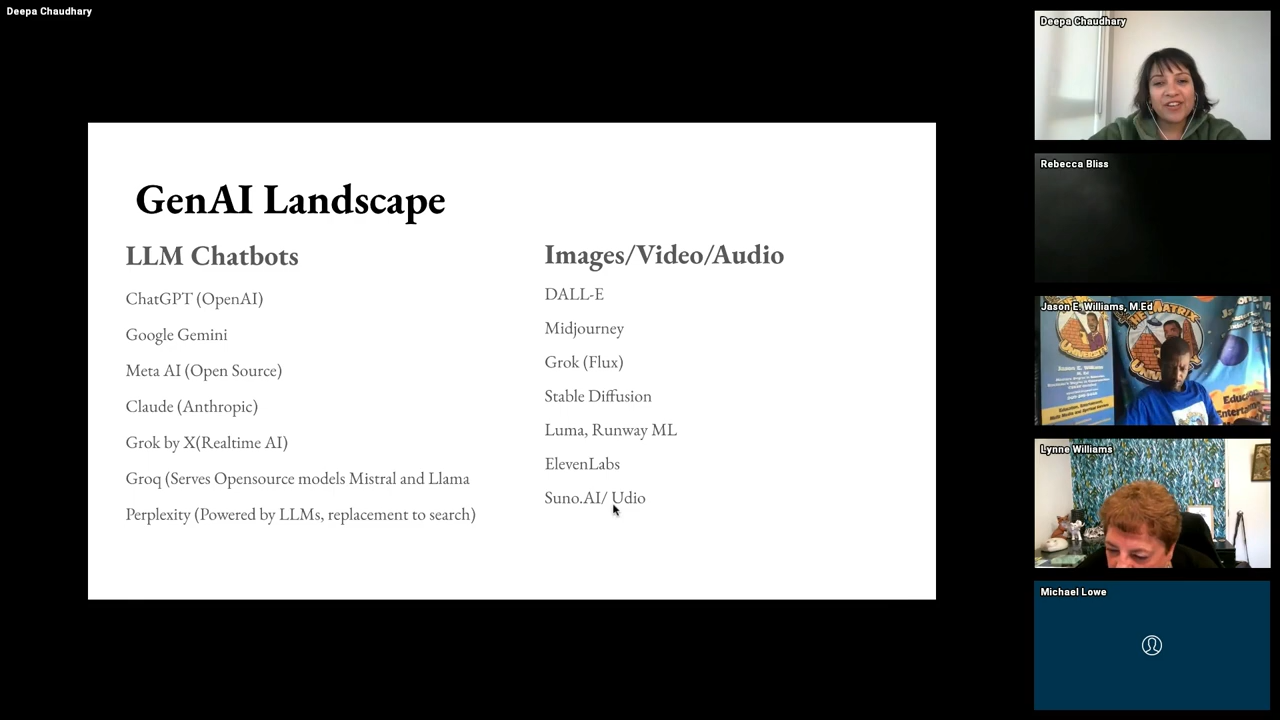 Deepa Chaudhary
GenAI Landscape
LLM Chatbots
ChatGPT (OpenAI)
Google Gemini
Meta AI (Open Source)
Claude (Anthropic)
Grok by X(Realtime AI)
Groq (Serves Opensource models Mistral and Llama
Perplexity (Powered by LLMs, replacement to search)
Images/Video/Audio
DALL-E
Midjourney
Grok (Flux)
Stable Diffusion
Luma, Runway ML
ElevenLabs
Suno.AI/ Udio
Deepa Chaudhary
Rebecca Bliss
Jason E. Williams, M.Ed
Lynne Williams
Michael Lowe